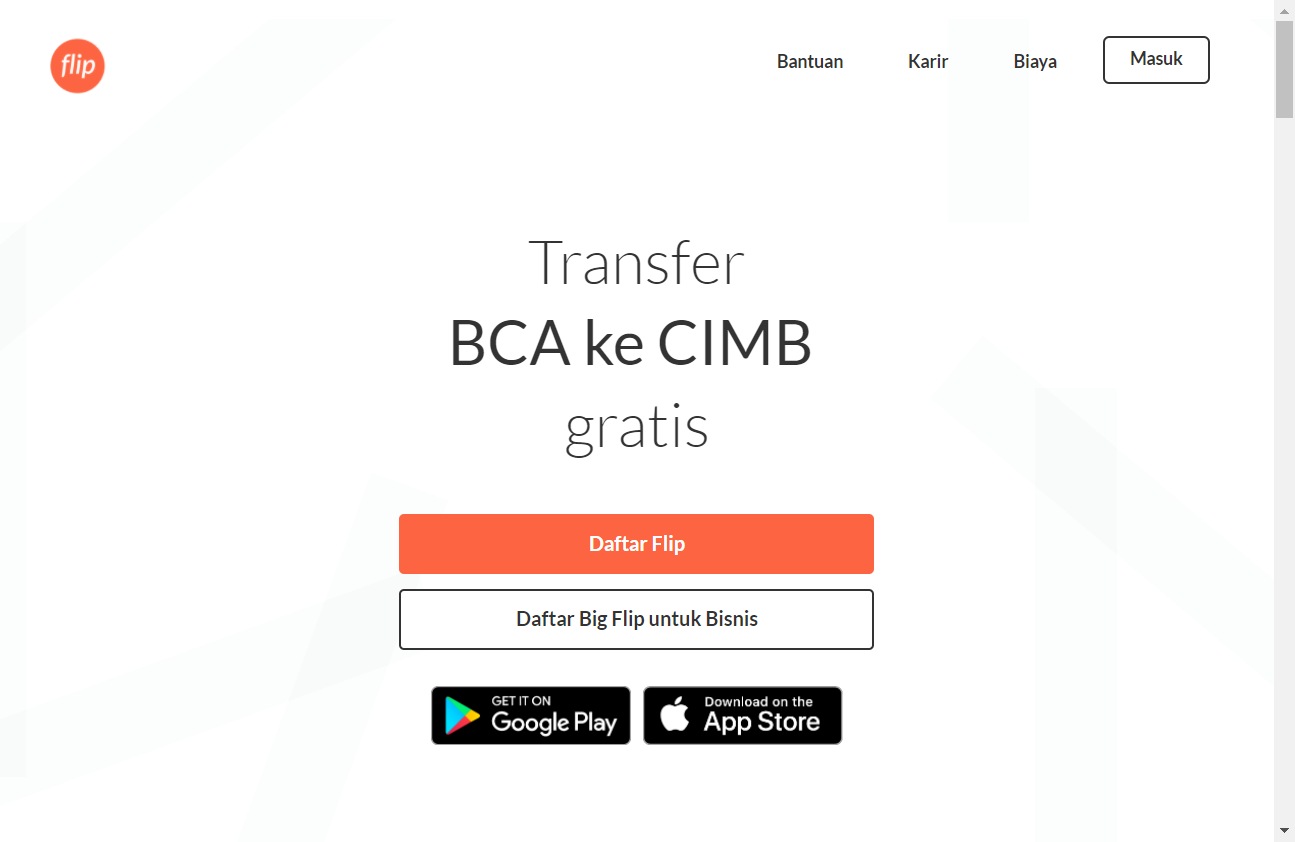 flip
Bantuan
Karir
Biaya
Masuk
Transfer
BCA ke CIMB
gratis
Daftar Flip
Daftar Big Flip untuk Bisnis
GET IT ON
Google Play
Download on the
App Store